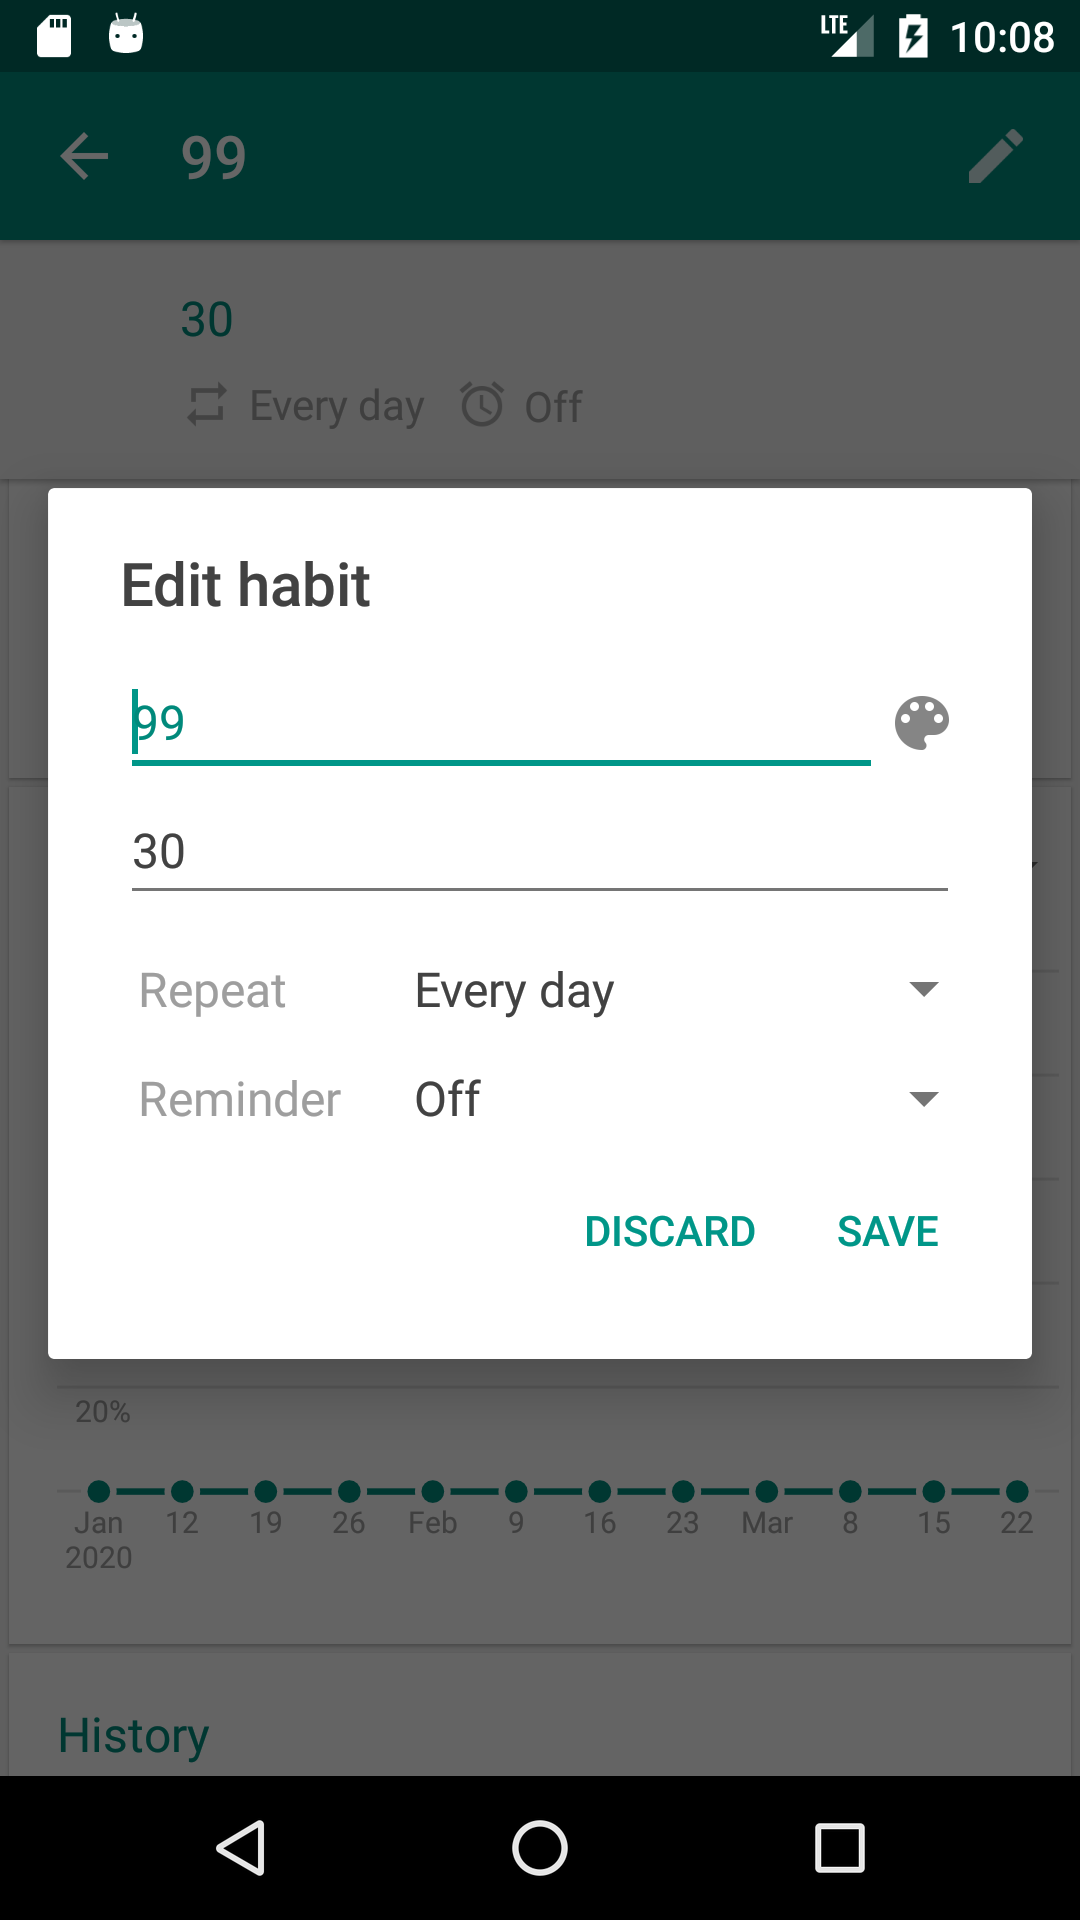 LTE 10:08
99
30
Every day Off
Edit habit
99
30
Repeat Every day
Reminder Off
DISCARD SAVE
20%
Jan 12 19 26 Feb 9 16 23 Mar 8 15 22
2020
History